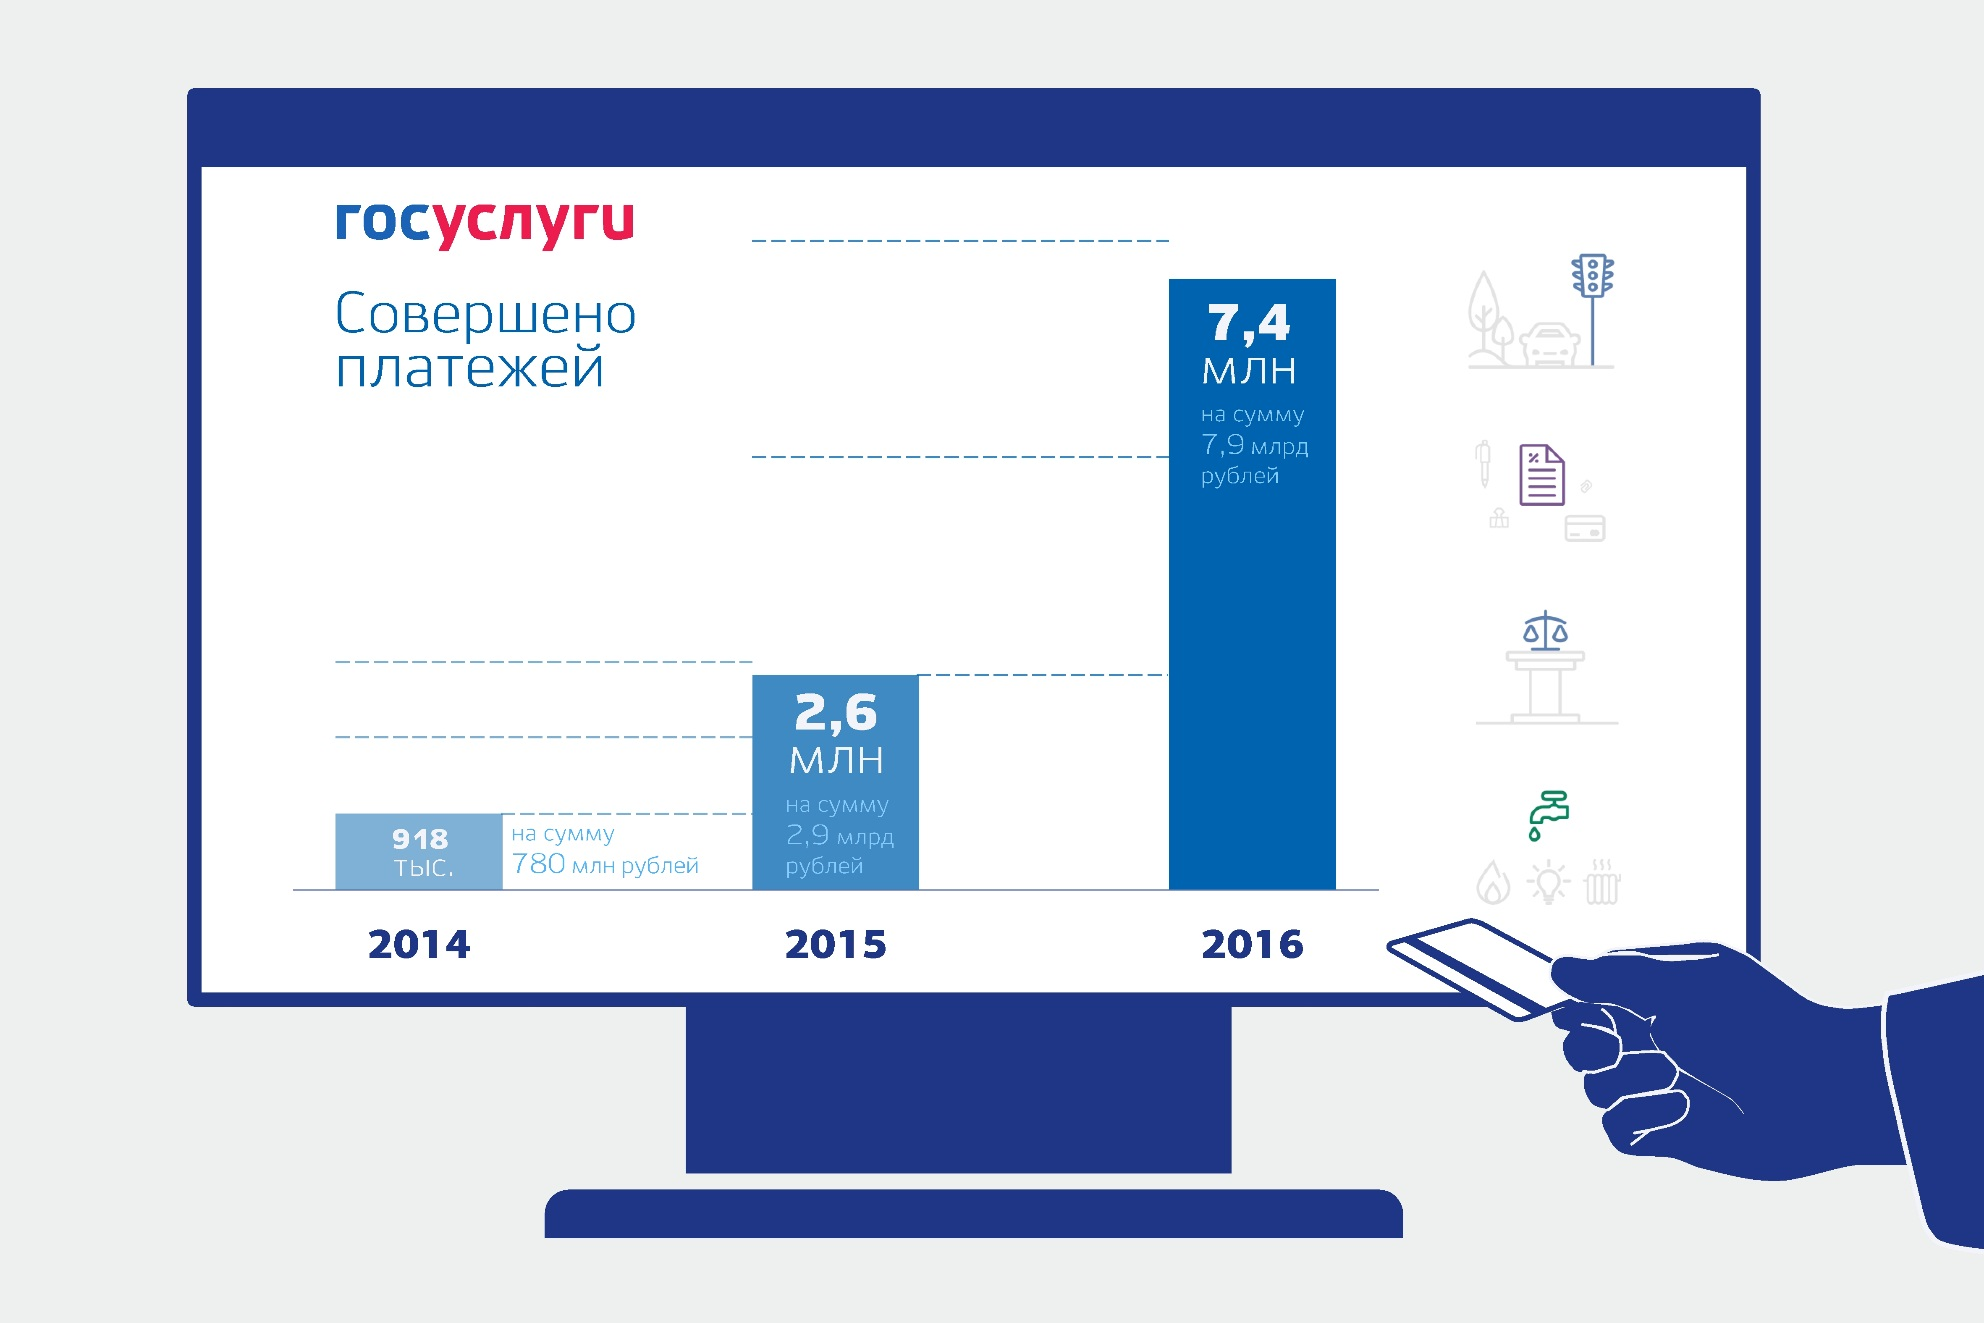 госуслуги
Совершено
платежей
918
тыс.
на сумму
780 млн рублей
2,6
млн
на сумму
2,9 млрд
рублей
7,4
млн
на сумму
7,9 млрд
рублей
%
2014
2015
2016